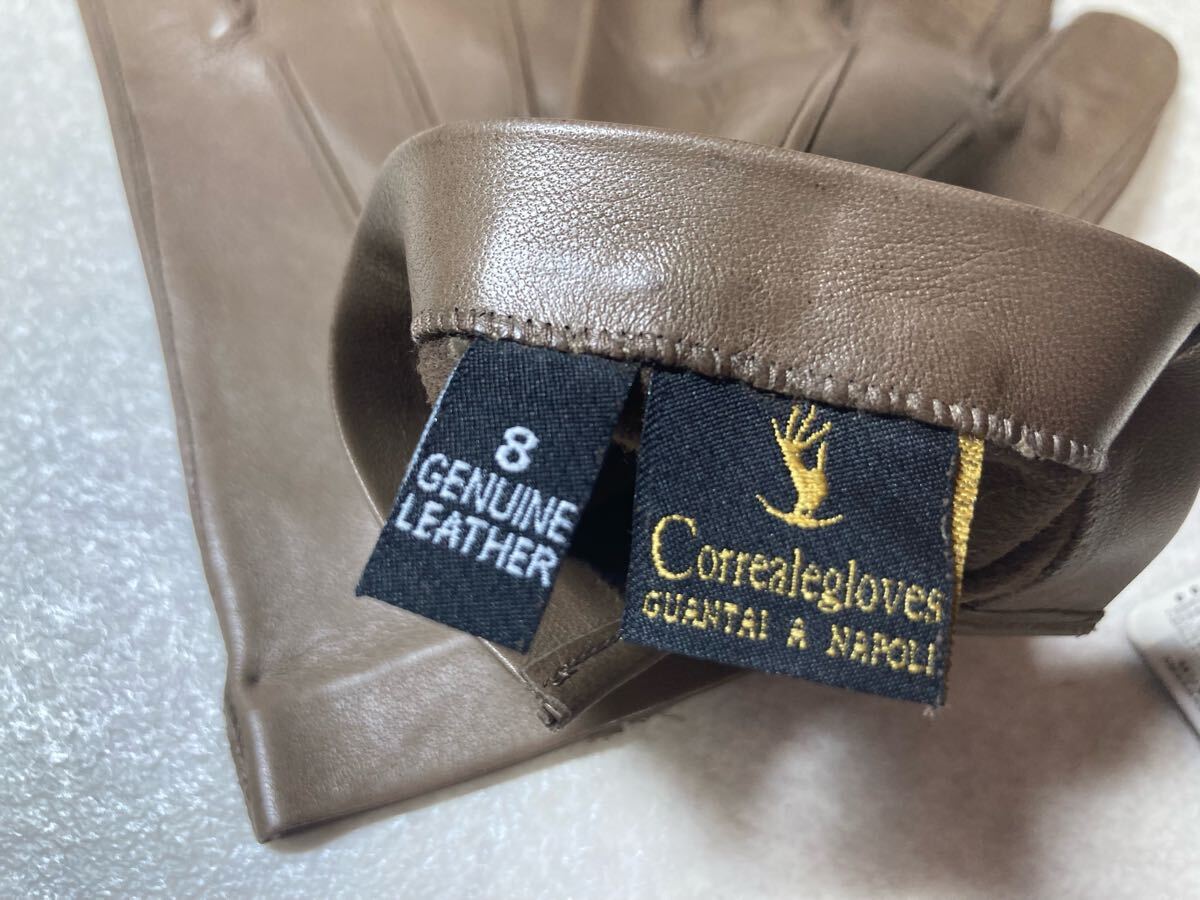 8
GENUINE
LEATHER
Correalegloves
GUANTAI A NAPOLI